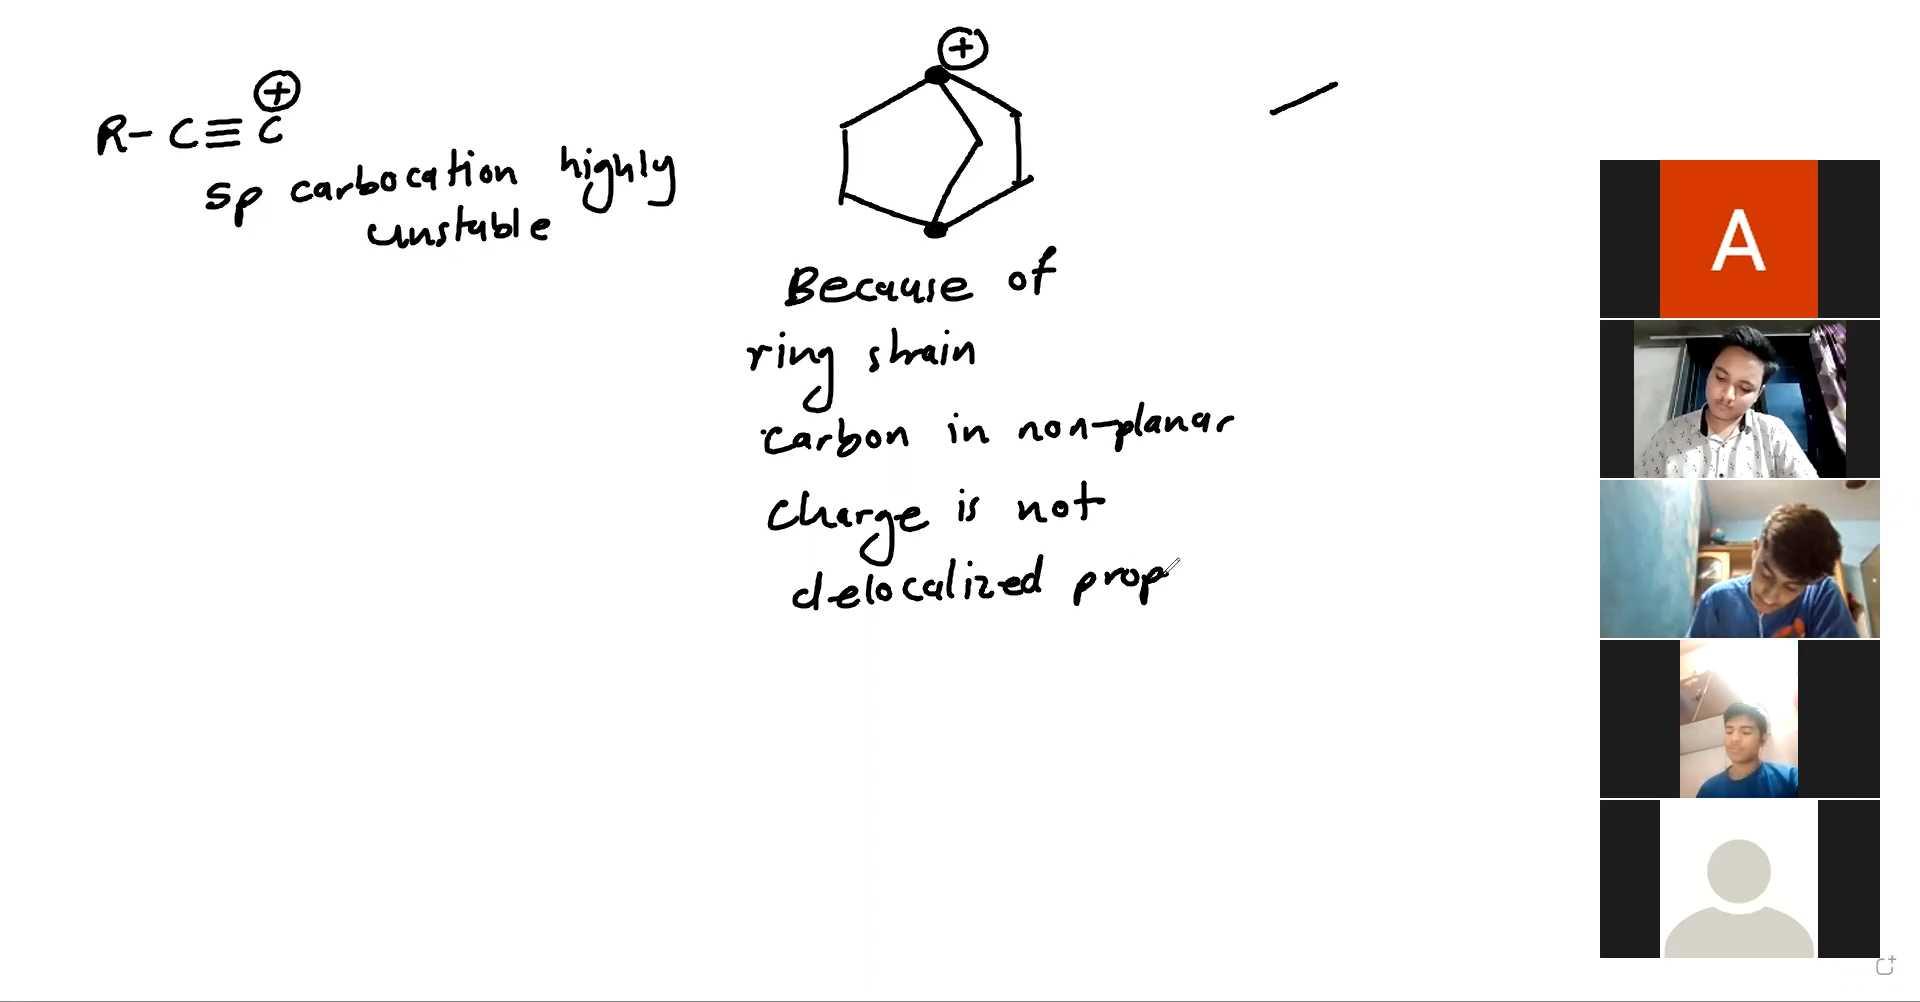 R-C≡C⊕
sp carbocation highly
unstable
⊕
Because of
ring strain
carbon in non-planar
charge is not
delocalized prop
A